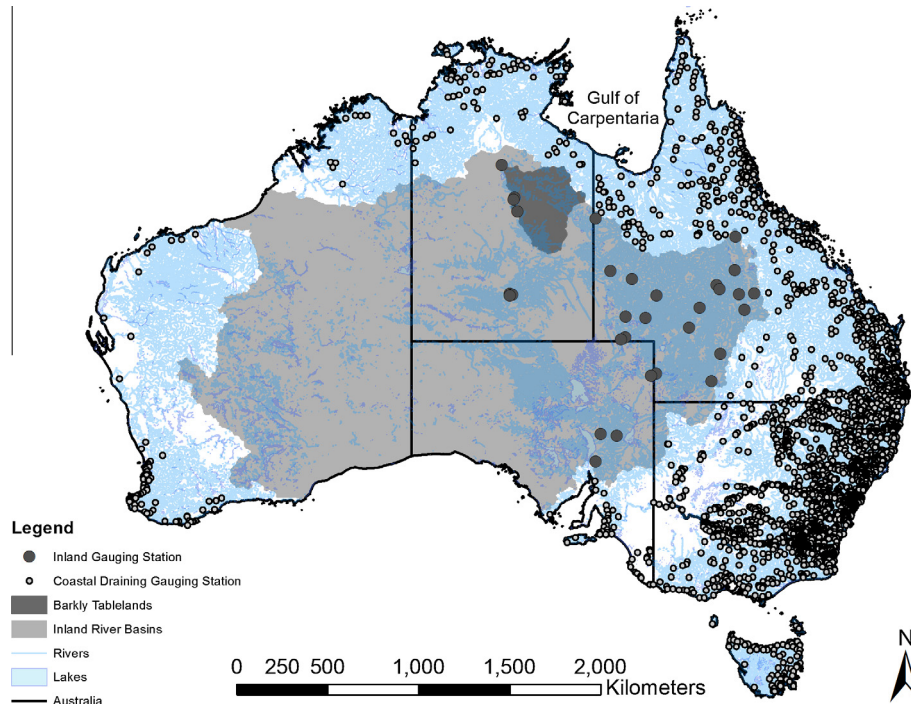 Gulf of
Carpentaria
Legend
Inland Gauging Station
Coastal Draining Gauging Station
Barkly Tablelands
Inland River Basins
Rivers
Lakes
Australia
0 250 500 1,000 1,500 2,000
Kilometers
N